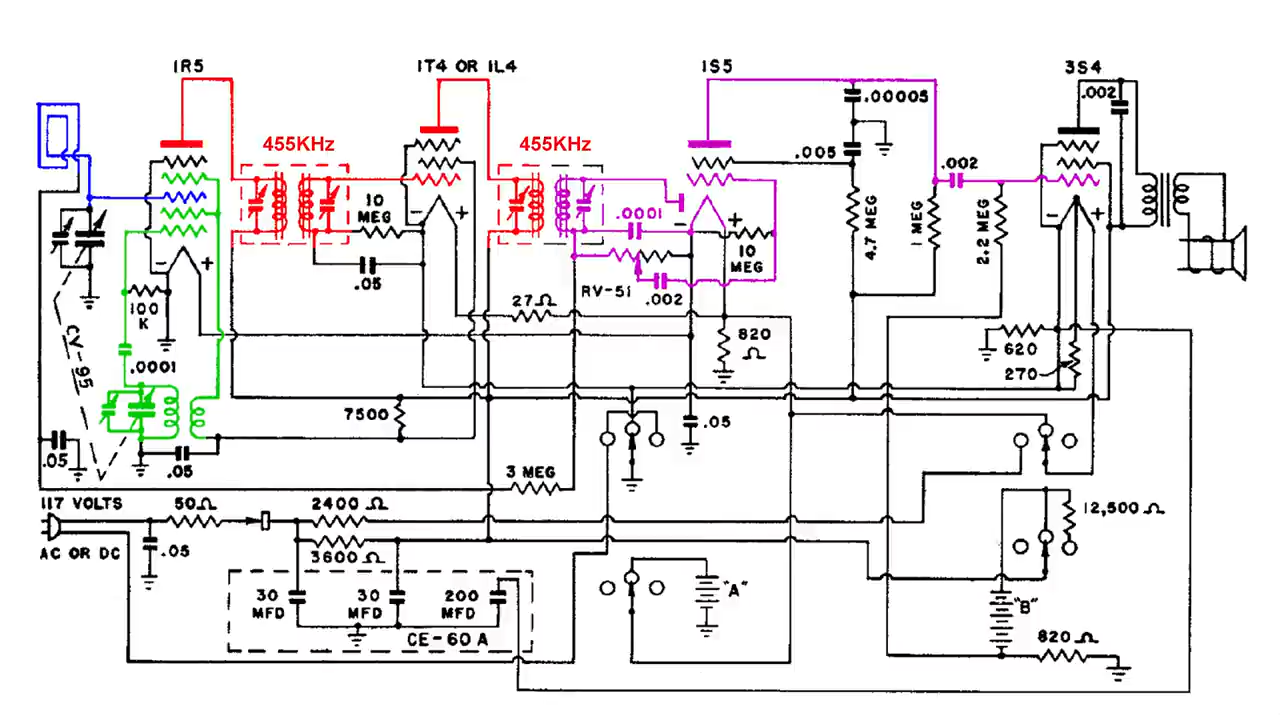 1R5
1T4 OR 1L4
1S5
3S4
.002
.00005
455KHz
455KHz
.005
.002
10
MEG
4.7 MEG
1 MEG
2.2 MEG
- +
- +
- +
- +
.0001
10
MEG
.05
RV-51
.002
100
K
27Ω
820
Ω
620
270
CV-95
.0001
7500
.05
.05
.05
3 MEG
117 VOLTS
50Ω
2400 Ω
12,500 Ω
AC OR DC
.05
3600 Ω
30
MFD
30
MFD
200
MFD
"A"
"B"
CE-60A
820Ω